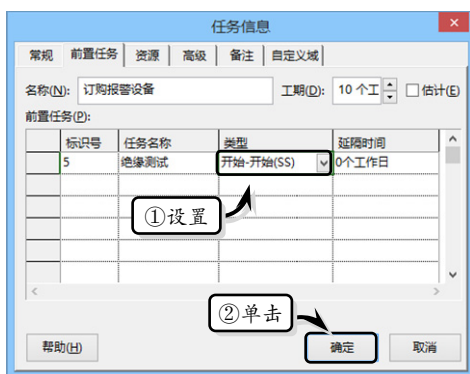 任务信息
常规 前置任务 资源 高级 备注 自定义域
名称(N): 订购报警设备 工期(D): 10 个工 估计(E)
前置任务(P):
标识号 任务名称 类型 延隔时间
5 绝缘测试 开始-开始(SS) 0个工作日
①设置
②单击
帮助(H) 确定 取消